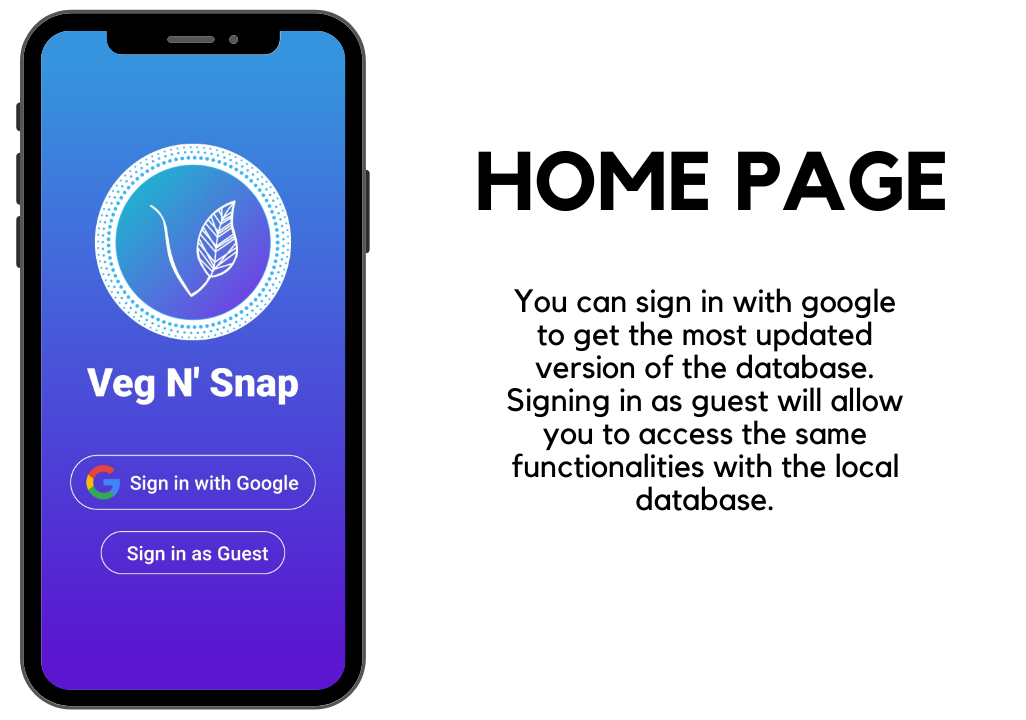 Veg N' Snap
Sign in with Google
Sign in as Guest
HOME PAGE
You can sign in with google
to get the most updated
version of the database.
Signing in as guest will allow
you to access the same
functionalities with the local
database.